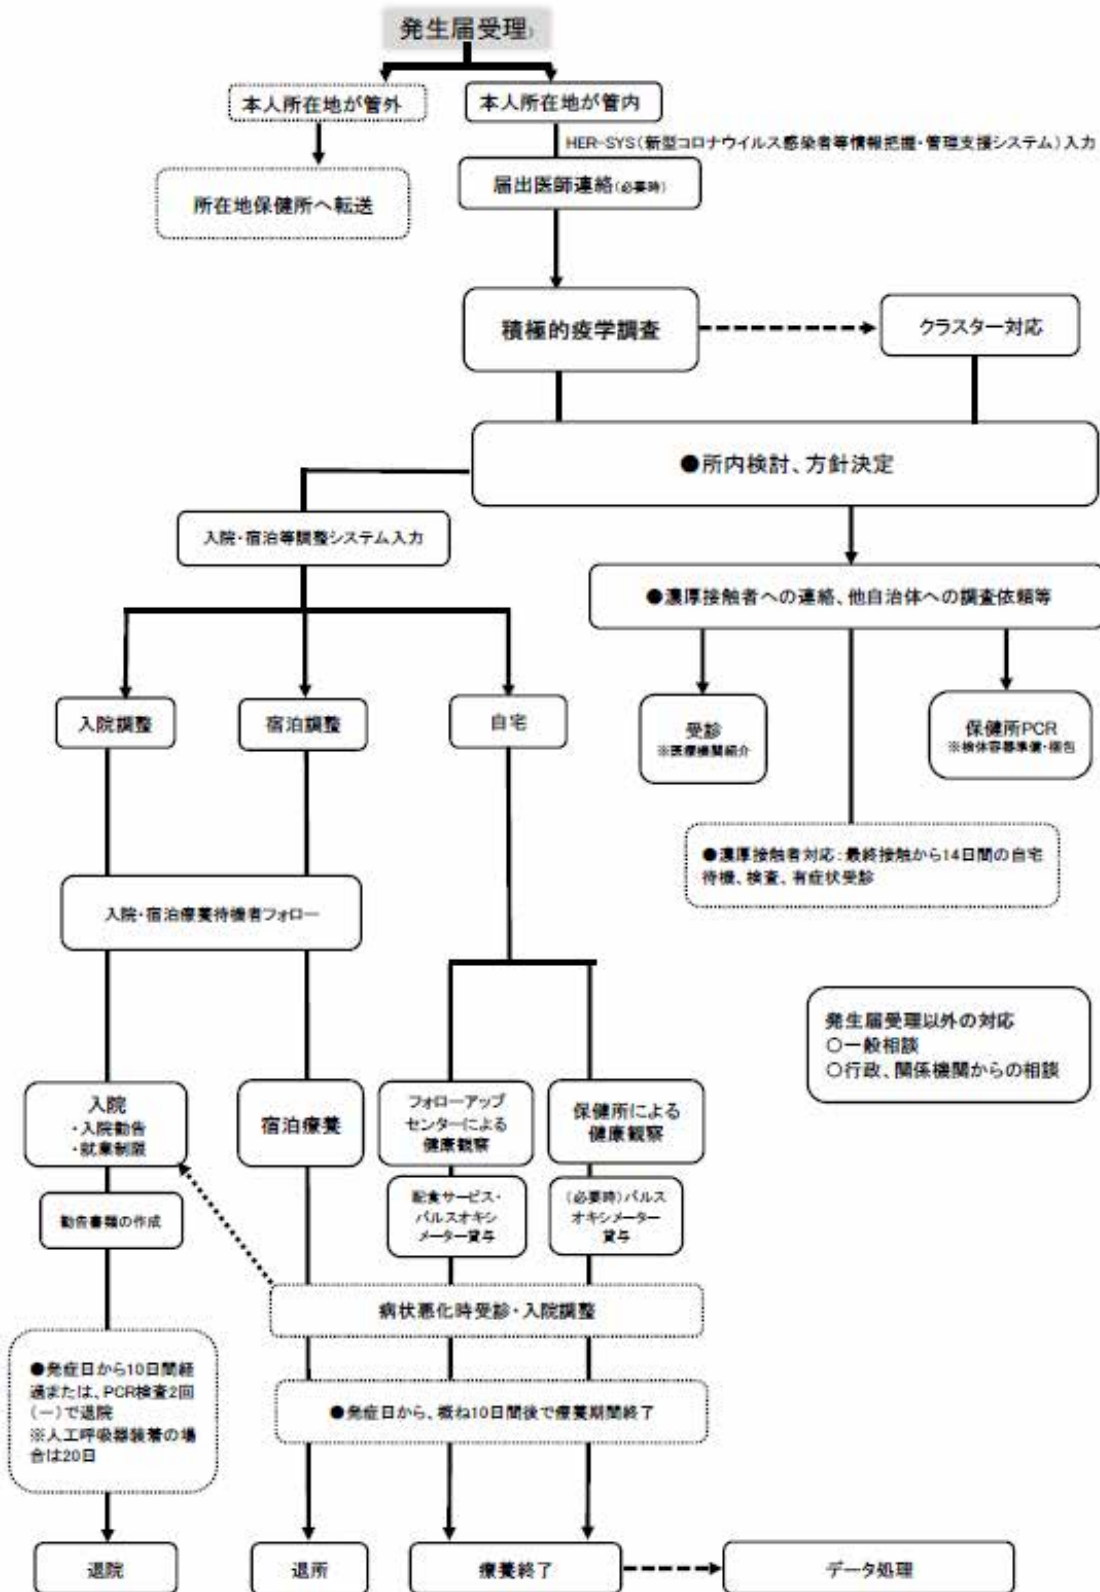 発生届受理)
本人所在地が管外
本人所在地が管内
HER-SYS(新型コロナウイルス感染者等情報把握・管理支援システム)入力
所在地保健所へ転送
届出医師連絡(必要時)
積極的疫学調査
クラスター対応
●所内検討、方針決定
入院・宿泊等調整システム入力
●濃厚接触者への連絡、他自治体への調査依頼等
入院調整
宿泊調整
自宅
受診
※医療機関紹介
保健所PCR
※検体容器準備・梱包
●濃厚接触者対応:最終接触から14日間の自宅
待機、検査、有症状受診
入院・宿泊療養待機者フォロー
発生届受理以外の対応
○一般相談
○行政、関係機関からの相談
入院
・入院勧告
・就業制限
宿泊療養
フォローアップ
センターによる
健康観察
保健所による
健康観察
勧告書類の作成
配食サービス・
パルスオキシ
メーター貸与
(必要時)パルス
オキシメーター
貸与
病状悪化時受診・入院調整
●発症日から10日間経
過または、PCR検査2回
(-)で退院
※人工呼吸器装着の場
合は20日
●発症日から、概ね10日間後で療養期間終了
退院
退所
療養終了
データ処理